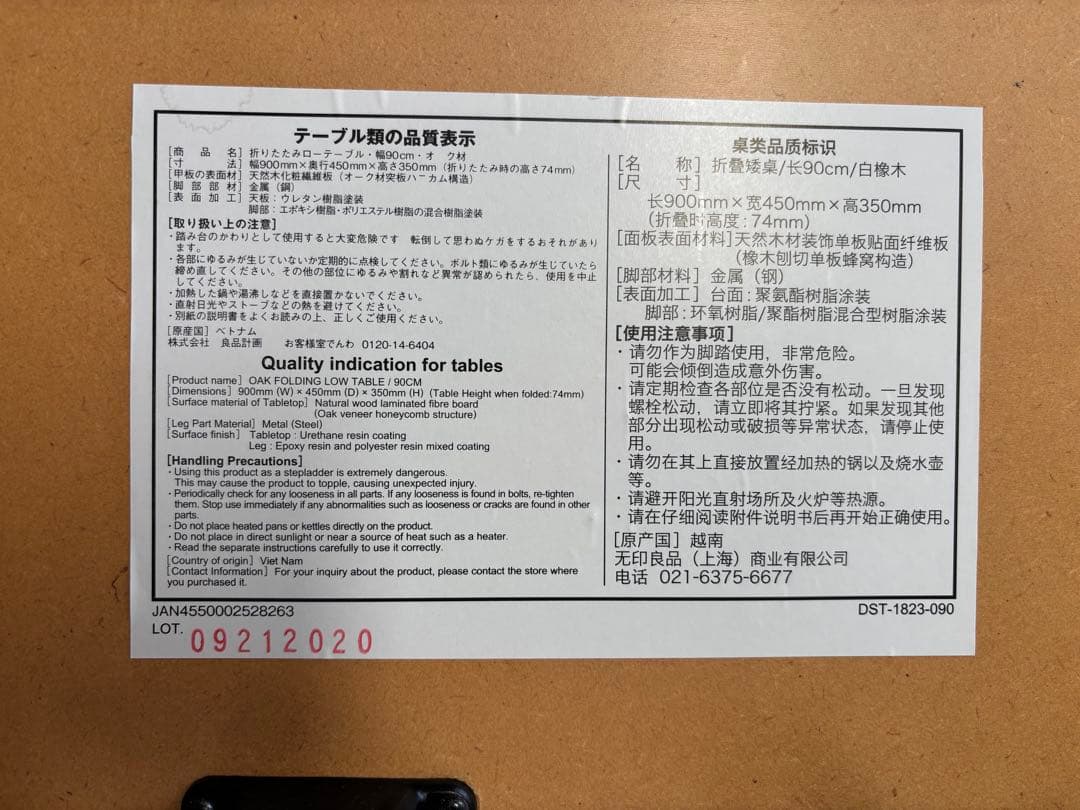 テーブル類の品質表示
[商品名] 折りたたみローテーブル・幅90cm・オーク材
[寸法] 幅900mm×奥行450mm×高さ350mm(折りたたみ時の高さ74mm)
[甲板の表面材] 天然木化粧繊維板(オーク材突板ハニカム構造)
[脚部部材] 金属(鋼)
[表面加工] 天板:ウレタン樹脂塗装
脚部:エポキシ樹脂・ポリエステル樹脂の混合樹脂塗装
[取り扱い上の注意]
・踏み台のかわりとして使用すると大変危険です 転倒して思わぬケガをするおそれがあり
ます。
・各部にゆるみが生じていないか定期的に点検してください。ボルト類にゆるみが生じていたら
締め直してください。その他の部位にゆるみや割れなど異常が認められたら、使用を中止
してください。
・加熱した鍋や湯沸しなどを直接置かないでください。
・直射日光やストーブなどの熱を避けてください。
・別紙の説明書をよくお読みの上、正しくご使用ください。
[原産国] ベトナム
株式会社 良品計画 お客様室でんわ 0120-14-6404
Quality indication for tables
[Product name] OAK FOLDING LOW TABLE / 90CM
[Dimensions] 900mm (W) × 450mm (D) × 350mm (H) (Table Height when folded:74mm)
[Surface material of Tabletop] Natural wood laminated fibre board
(Oak veneer honeycomb structure)
[Leg Part Material] Metal (Steel)
[Surface finish] Tabletop : Urethane resin coating
Leg : Epoxy resin and polyester resin mixed coating
[Handling Precautions]
・Using this product as a stepladder is extremely dangerous.
This may cause the product to topple, causing unexpected injury.
・Periodically check for any looseness in all parts. If any looseness is found in bolts, re-tighten
them. Stop use immediately if any abnormalities such as looseness or cracks are found in other
parts.
・Do not place heated pans or kettles directly on the product.
・Do not place in direct sunlight or near a source of heat such as a heater.
・Read the separate instructions carefully to use it correctly.
[Country of origin] Viet Nam
[Contact Information] For your inquiry about the product, please contact the store where
you purchased it.
桌类品质标识
[名称] 折叠矮桌/长90cm/白橡木
[尺寸]
长900mm×宽450mm×高350mm
(折叠时高度:74mm)
[面板表面材料]天然木材装饰单板贴面纤维板
(橡木刨切单板蜂窝构造)
[脚部材料] 金属(钢)
[表面加工] 台面:聚氨酯树脂涂装
脚部:环氧树脂/聚酯树脂混合型树脂涂装
[使用注意事项]
・请勿作为脚踏使用,非常危险。
可能会倾倒造成意外伤害。
・请定期检查各部位是否没有松动。一旦发现
螺栓松动,请立即将其拧紧。如果发现其他
部分出现松动或破损等异常状态,请停止使
用。
・请勿在其上直接放置经加热的锅以及烧水壶
等。
・请避开阳光直射场所及火炉等热源。
・请在仔细阅读附件说明书后再开始正确使用。
[原产国] 越南
无印良品(上海)商业有限公司
电话 021-6375-6677
JAN4550002528263
DST-1823-090
LOT. 09212020